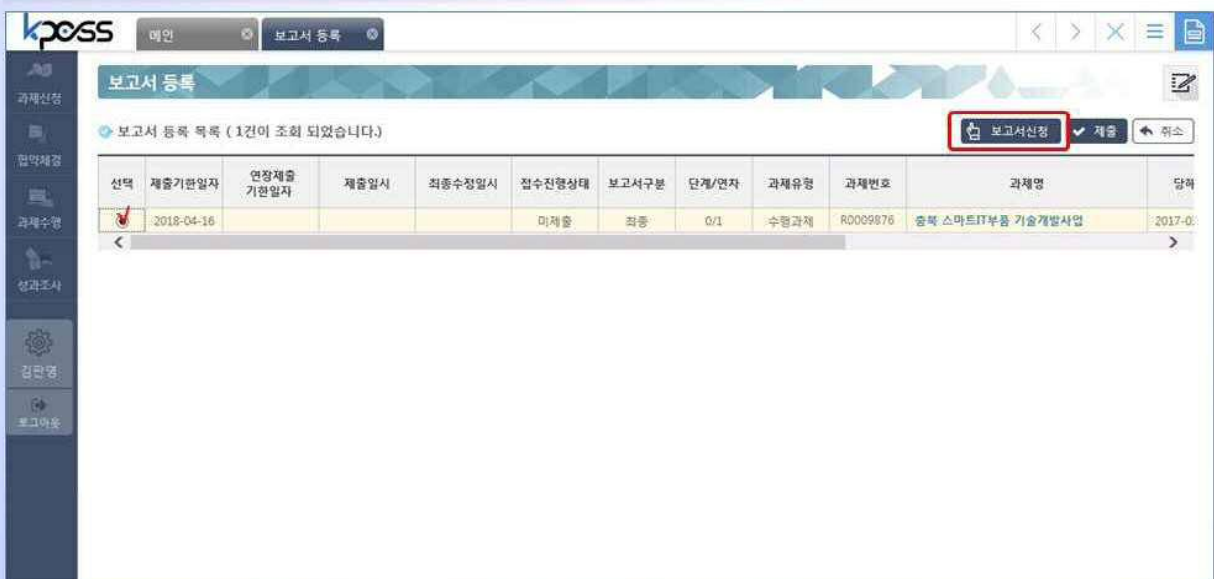 kposs
메인
보고서 등록
과제신청
협약체결
과제수행
성과조사
김판영
로그아웃
보고서 등록
보고서 등록 목록 ( 1건이 조회 되었습니다.)
보고서신청
제출
취소
선택 제출기한일자 연장제출 기한일자 제출일시 최종수정일시 접수진행상태 보고서구분 단계/연차 과제유형 과제번호 과제명 당해
2018-04-16 미제출 최종 0/1 수행과제 R0009876 충북 스마트IT부품 기술개발사업 2017-0